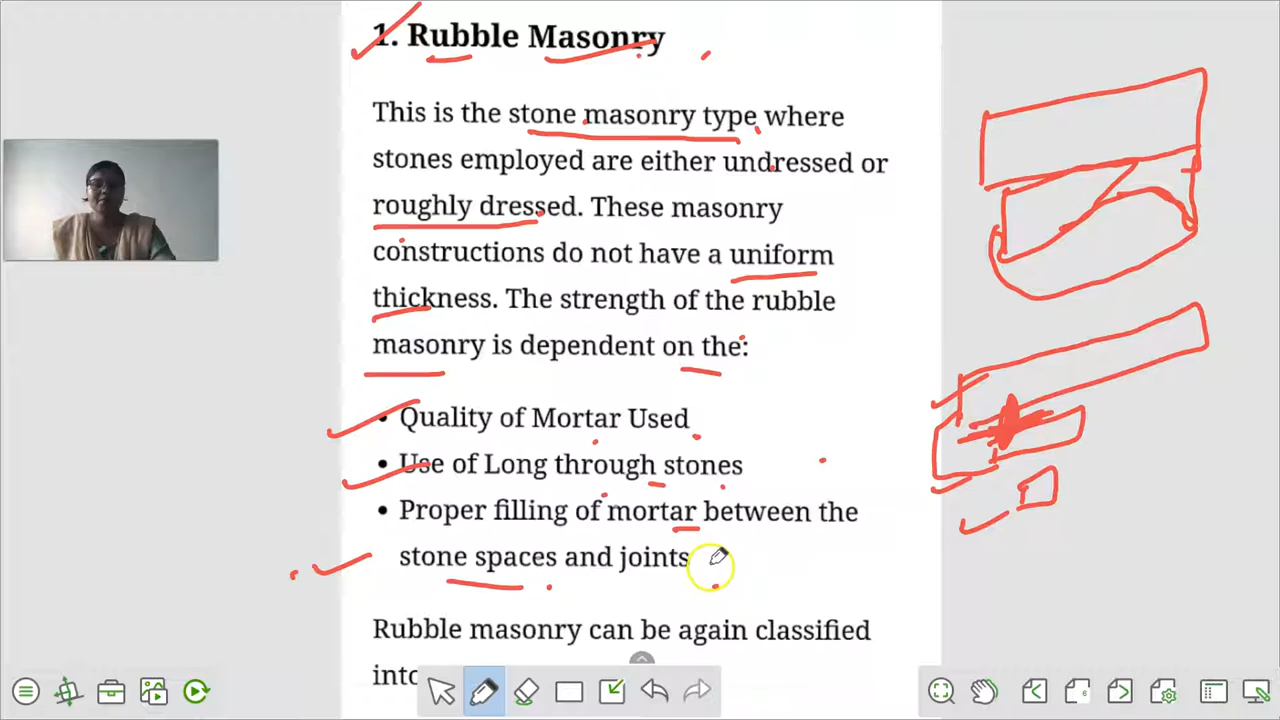 1. Rubble Masonry
This is the stone masonry type where
stones employed are either undressed or
roughly dressed. These masonry
constructions do not have a uniform
thickness. The strength of the rubble
masonry is dependent on the:
• Quality of Mortar Used
• Use of Long through stones
• Proper filling of mortar between the
stone spaces and joints
Rubble masonry can be again classified
into
6